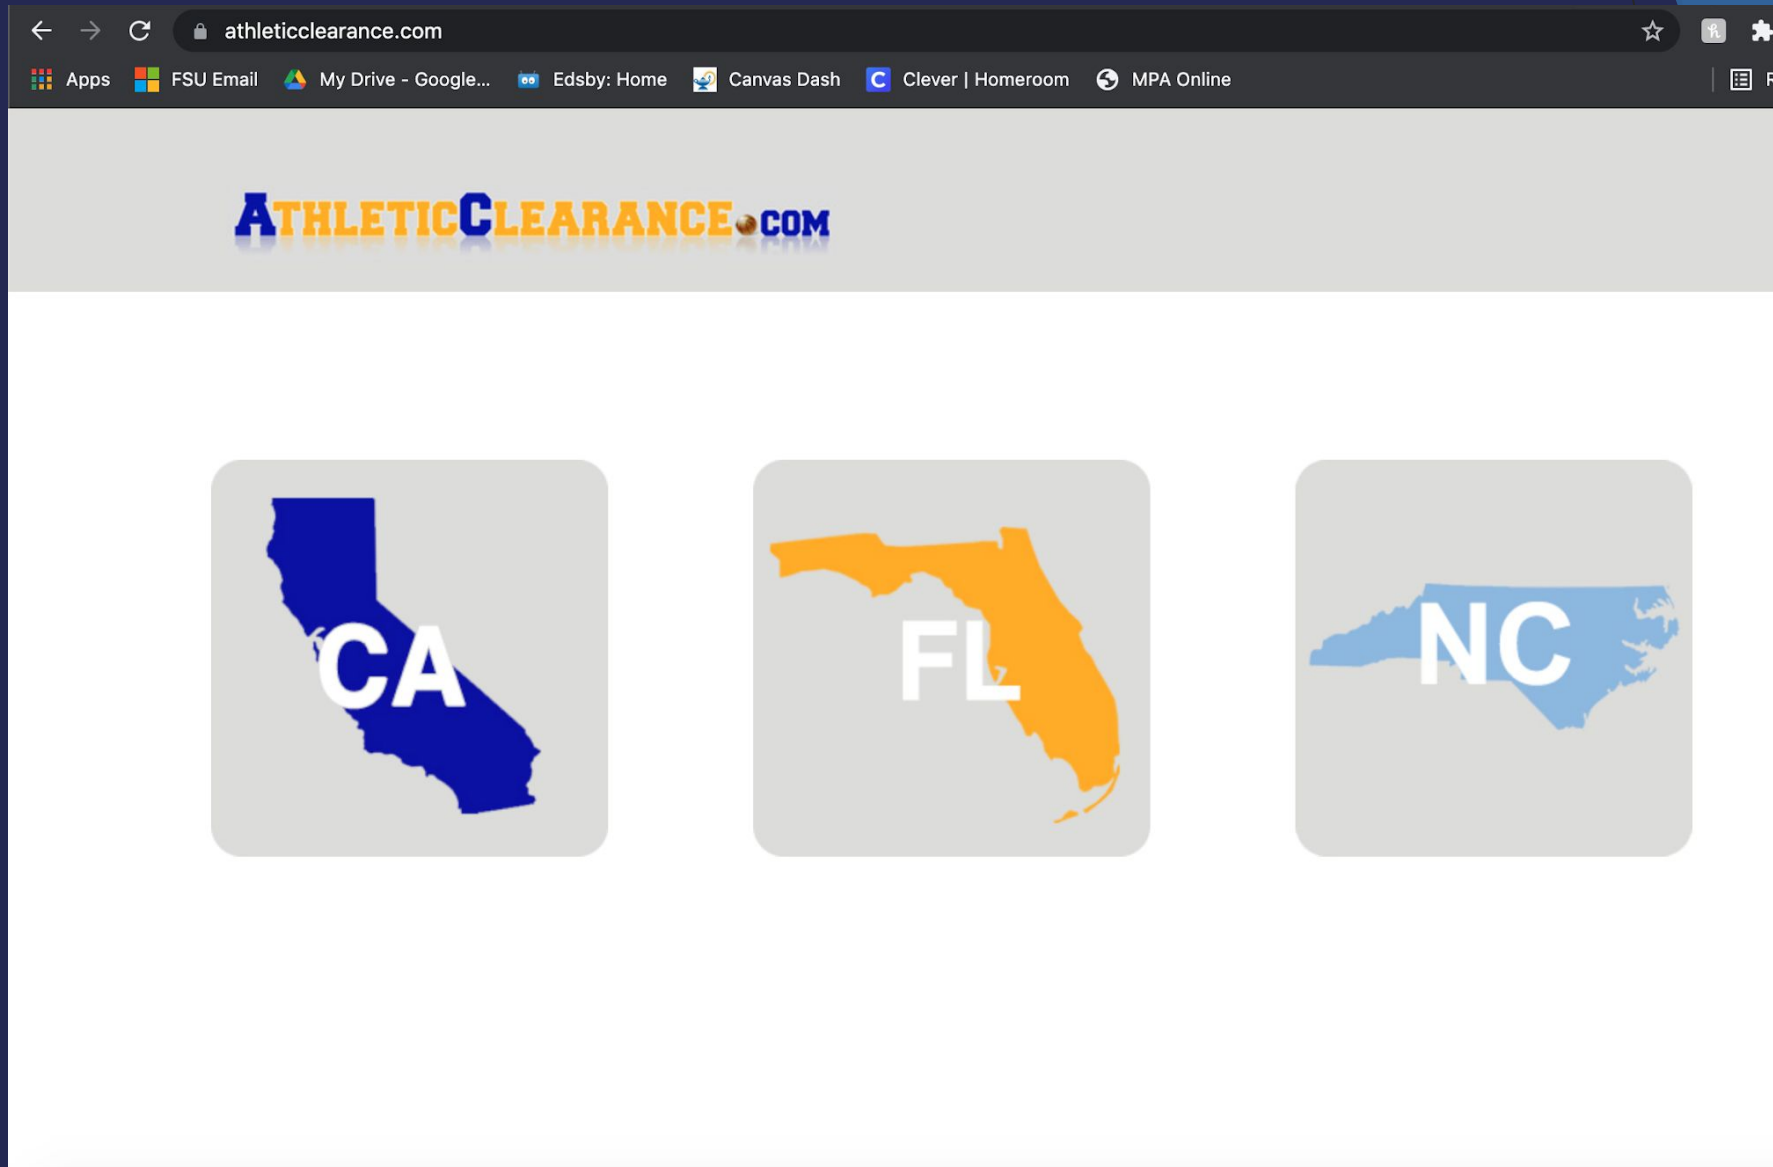 athleticclearance.com
Apps FSU Email My Drive - Google... Edsby: Home Canvas Dash Clever | Homeroom MPA Online
ATHLETICCLEARANCE.COM
CA FL NC